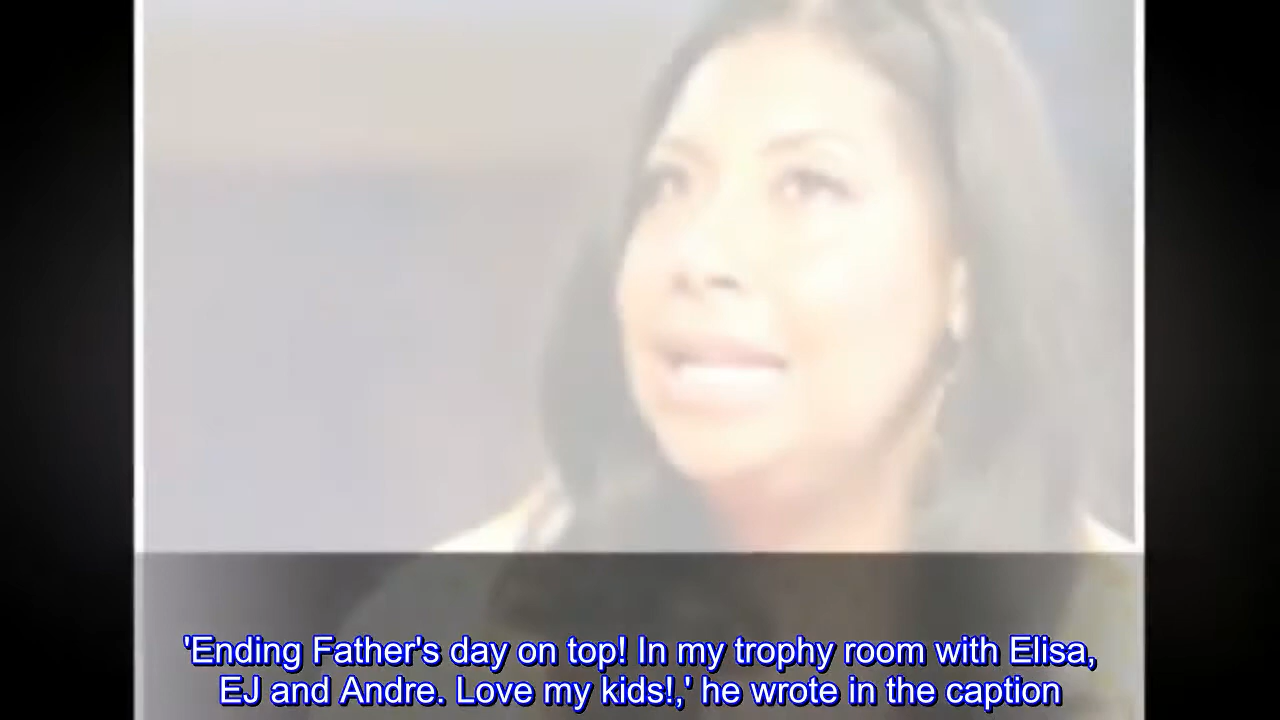 'Ending Father's day on top! In my trophy room with Elisa,
EJ and Andre. Love my kids!,' he wrote in the caption